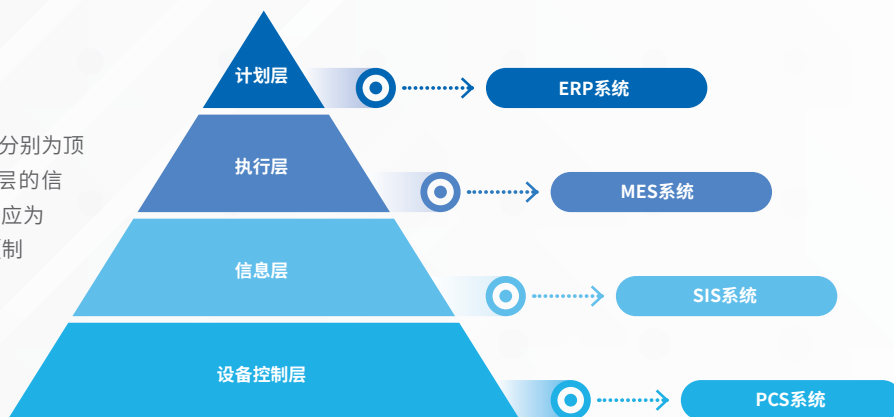 计划层
ERP系统
分别为顶
层的信
应为
制
执行层
MES系统
信息层
SIS系统
设备控制层
PCS系统